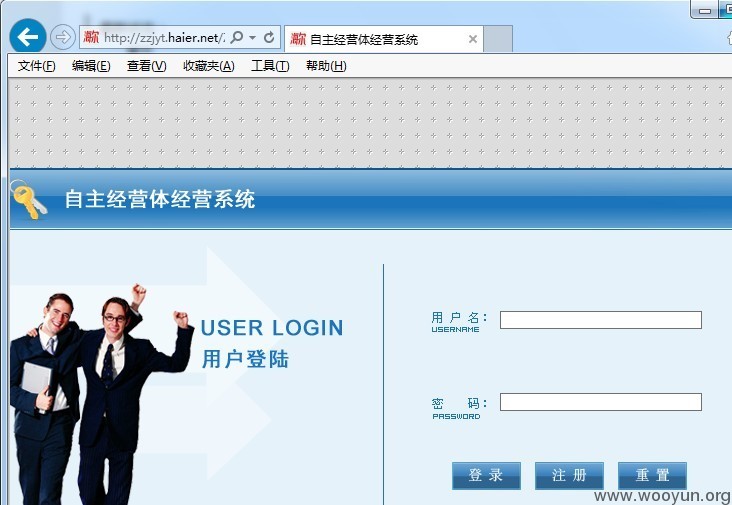 http://zzjyt.haier.net/
自主经营体经营系统
文件(F) 编辑(E) 查看(V) 收藏夹(A) 工具(T) 帮助(H)
自主经营体经营系统
USER LOGIN
用户登陆
用 户 名：
USERNAME
密 码：
PASSWORD
登 录 注 册 重 置
www.wooyun.org